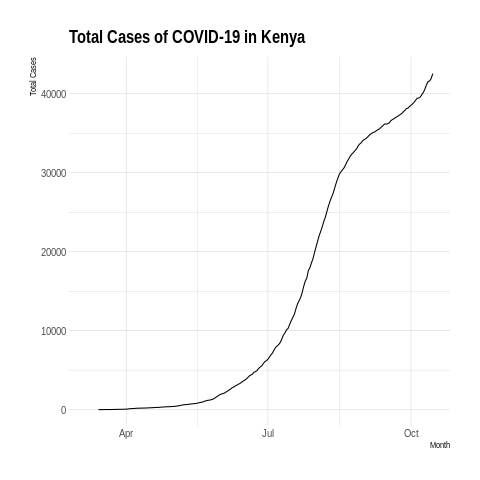 Total Cases of COVID-19 in Kenya
Total Cases
40000
30000
20000
10000
0
Apr
Jul
Oct
Month